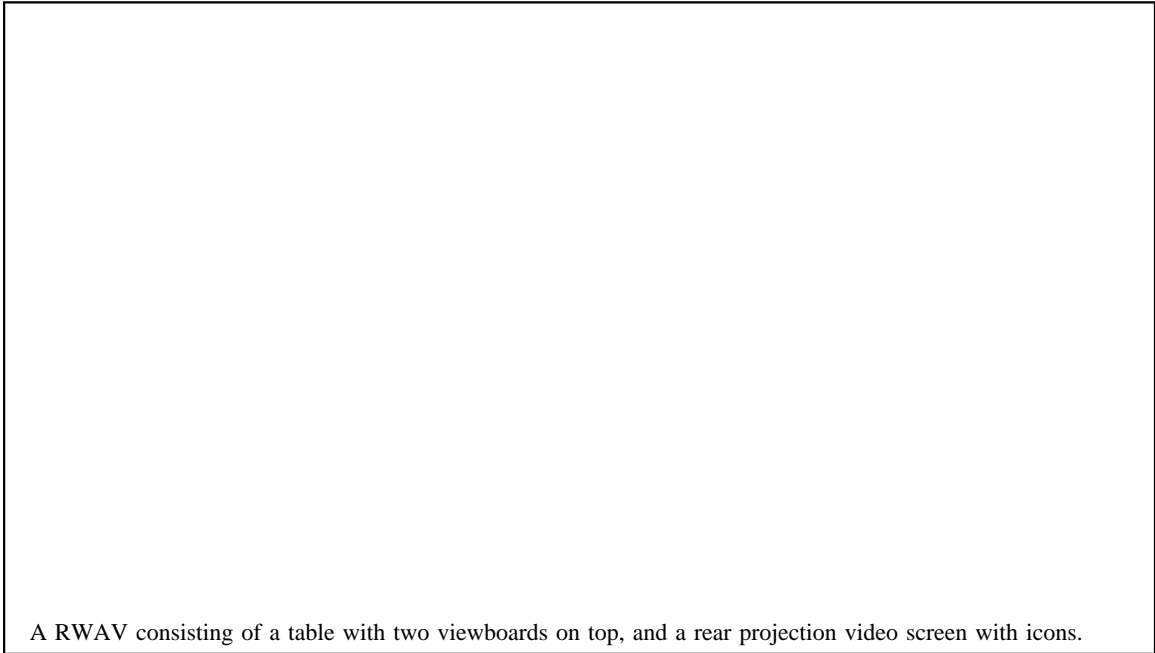 A RWAV consisting of a table with two viewboards on top, and a rear projection video screen with icons.